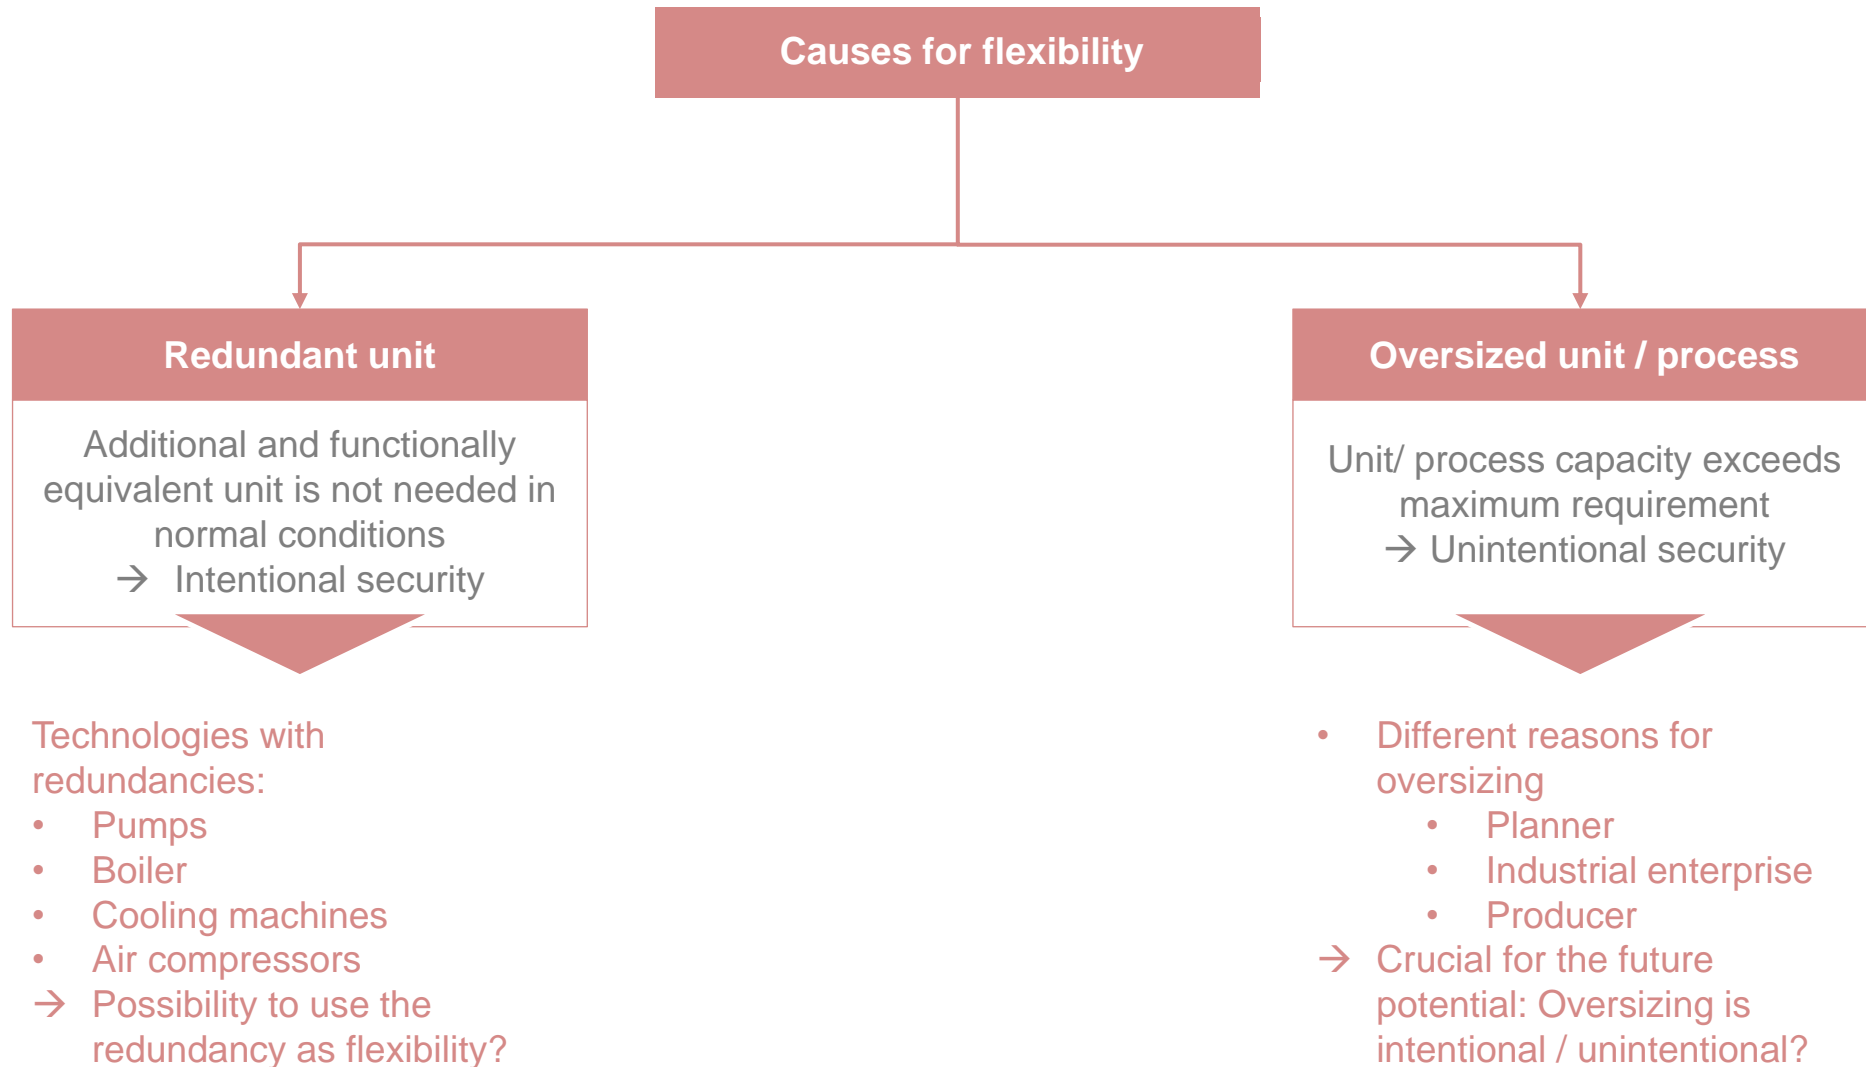 Causes for flexibility
Redundant unit
Additional and functionally
equivalent unit is not needed in
normal conditions
→ Intentional security
Technologies with
redundancies:
• Pumps
• Boiler
• Cooling machines
• Air compressors
→ Possibility to use the
redundancy as flexibility?
Oversized unit / process
Unit/ process capacity exceeds
maximum requirement
→ Unintentional security
• Different reasons for
oversizing
• Planner
• Industrial enterprise
• Producer
→ Crucial for the future
potential: Oversizing is
intentional / unintentional?